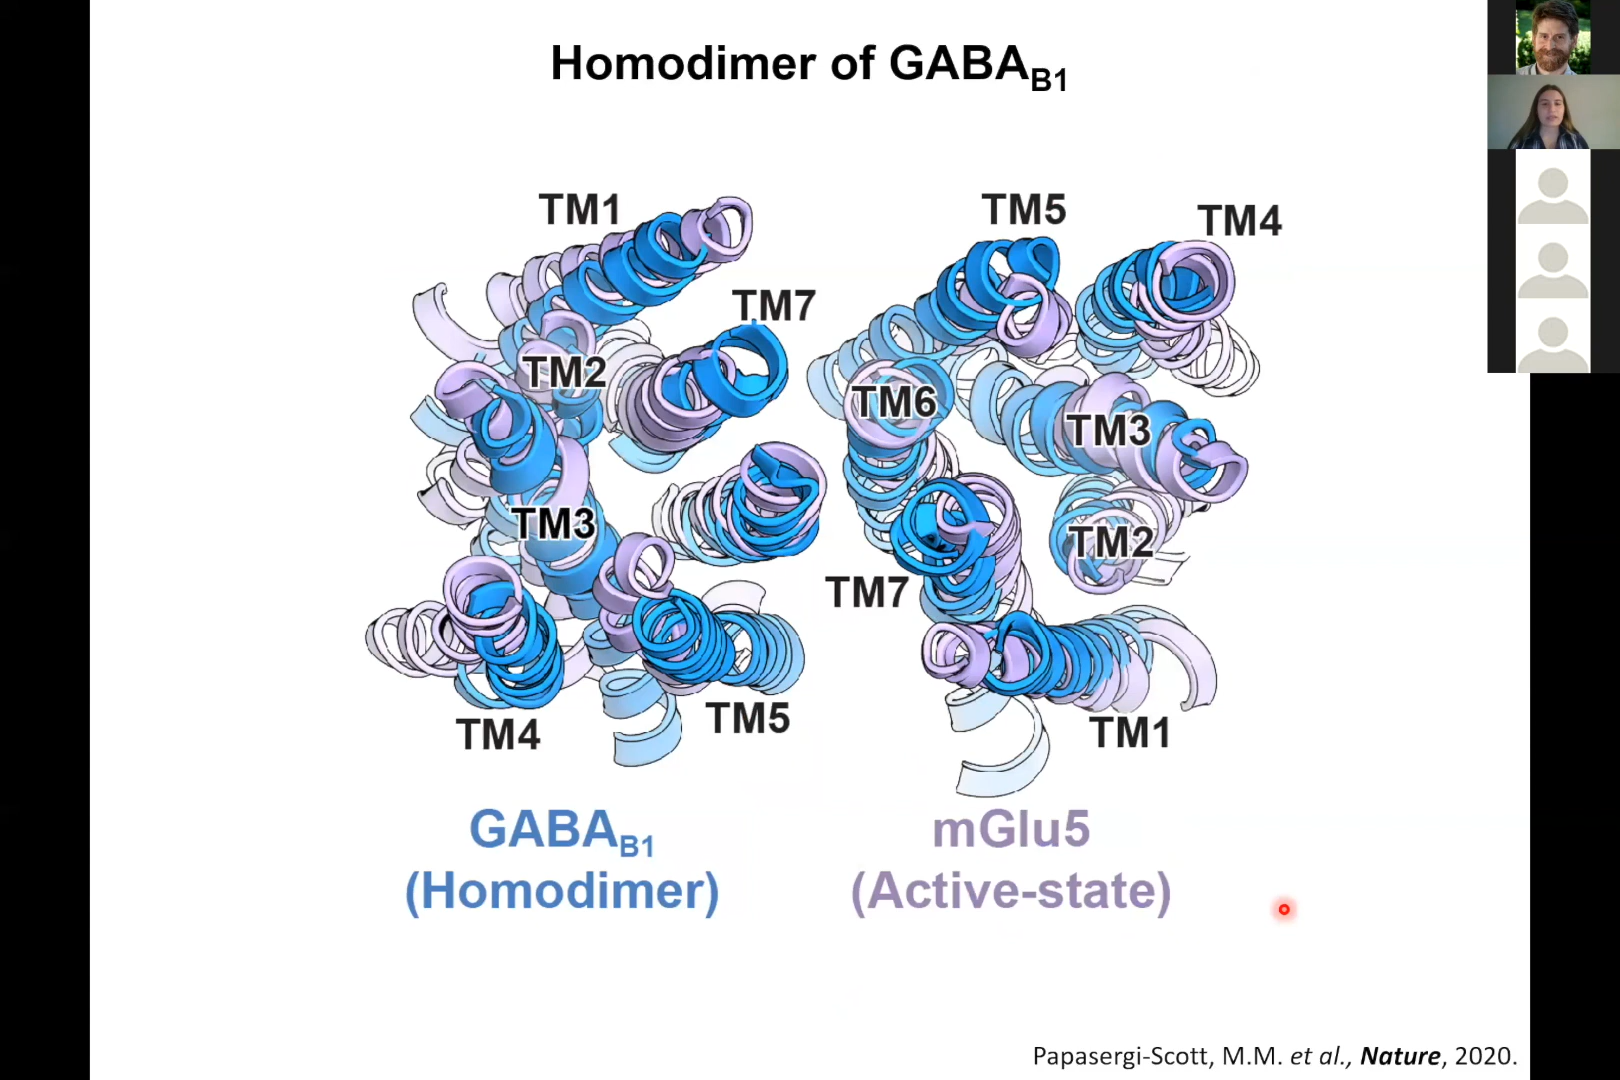 Homodimer of GABAB1
TM1
TM5
TM4
TM7
TM2
TM6
TM3
TM3
TM2
TM7
TM4
TM5
TM1
GABAB1
(Homodimer)
mGlu5
(Active-state)
Papasergi-Scott, M.M. et al., Nature, 2020.